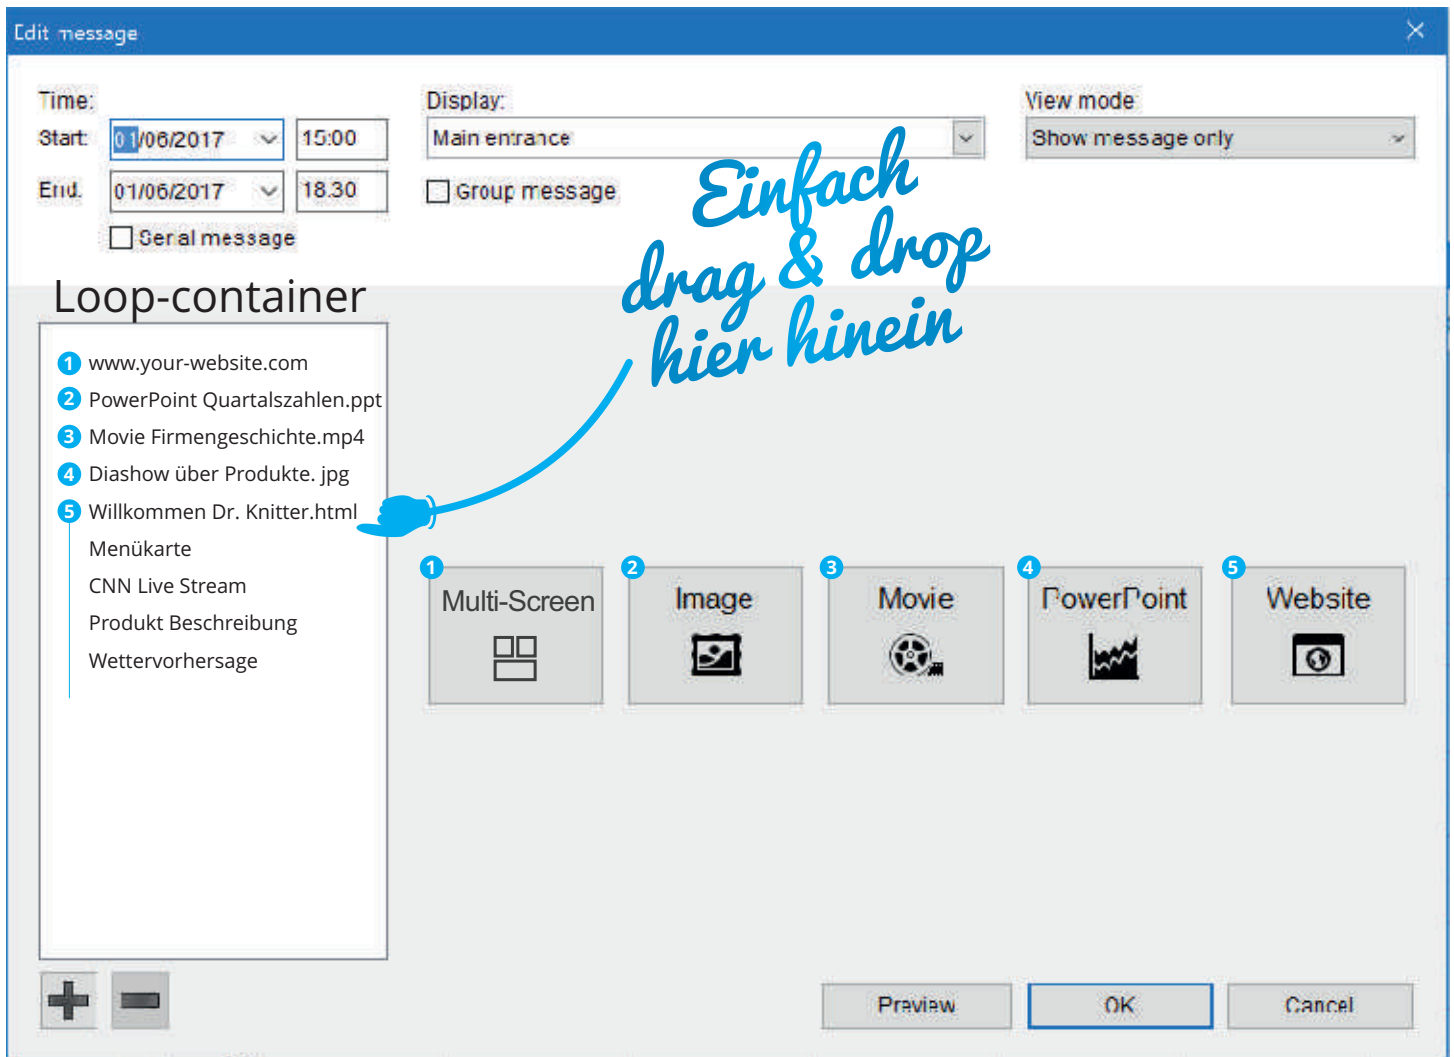 Edit message
Time:
Display:
View mode
Start: 01/06/2017 15:00
Main entrance
Show message only
End. 01/06/2017 18.30
Group message
Serial message
Einfach
drag & drop
hier hinein
Loop-container
1 www.your-website.com
2 PowerPoint Quartalszahlen.ppt
3 Movie Firmengeschichte.mp4
4 Diashow über Produkte. jpg
5 Willkommen Dr. Knitter.html
Menükarte
CNN Live Stream
Produkt Beschreibung
Wettervorhersage
1 Multi-Screen
2 Image
3 Movie
4 PowerPoint
5 Website
Preview
OK
Cancel